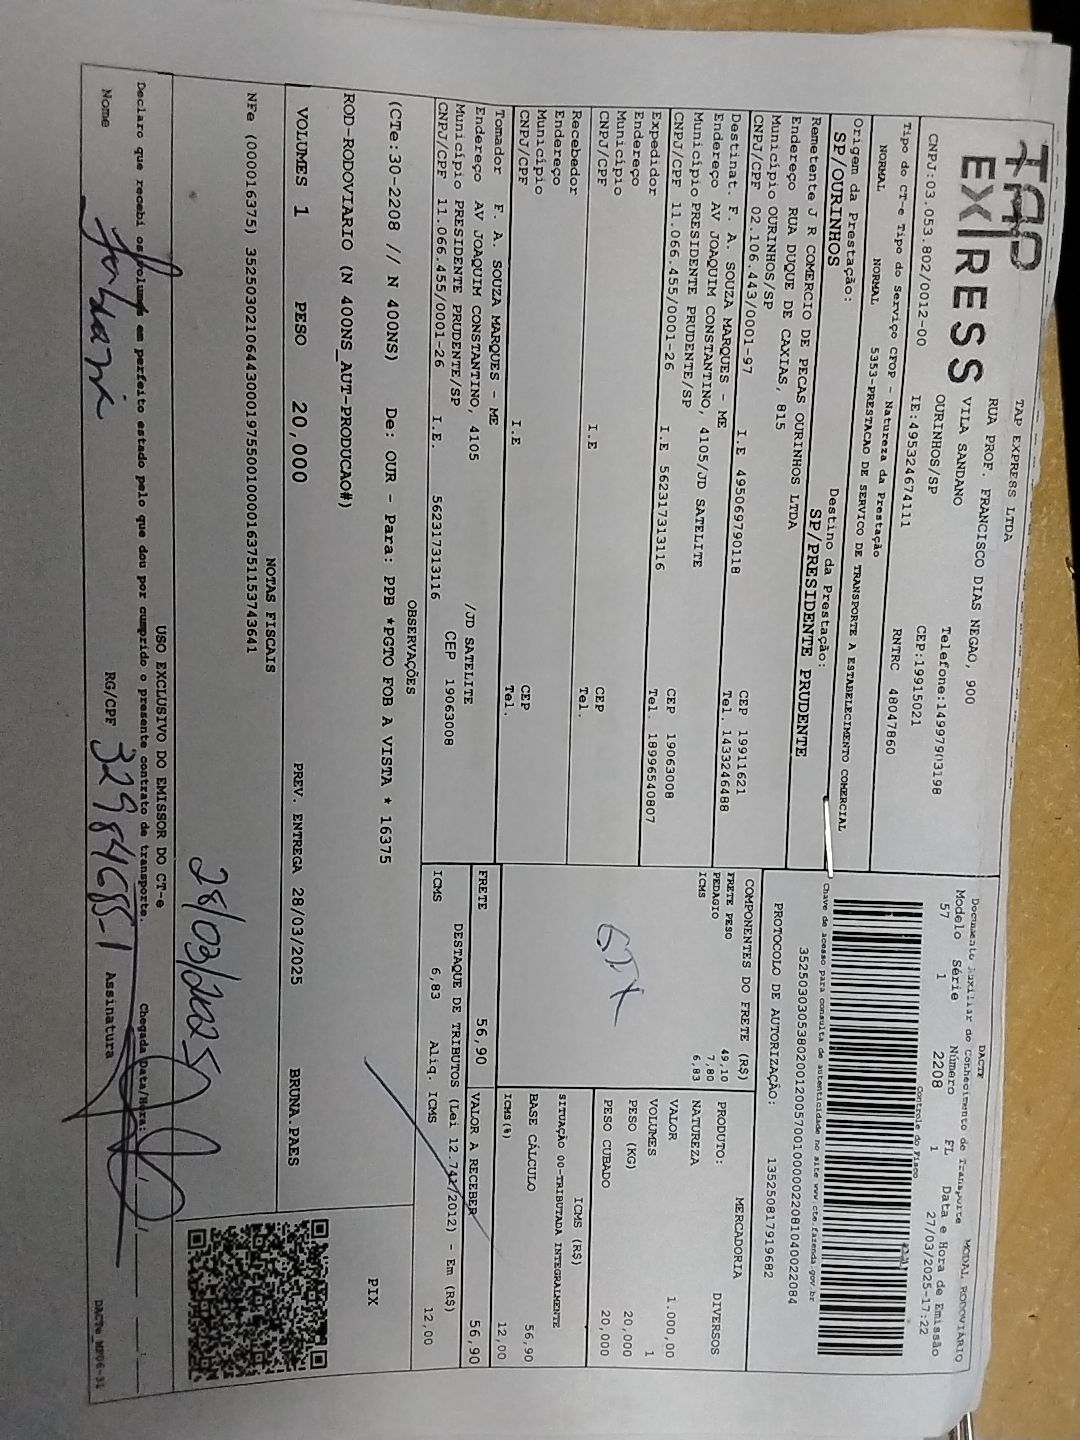 TAP
EXPRESS
TAP EXPRESS LTDA
RUA PROF. FRANCISCO DIAS NEGAO, 900
VILA SANDANO
OURINHOS/SP
Telefone:14997903198
CEP:19915021
CNPJ:03.053.802/0012-00
IE:495324674111
RNTRC 48047860
DACTE
MODAL RODOVIÁRIO
Documento Auxiliar do Conhecimento de Transporte
Modelo Série Número FL Data e Hora de Emissão
57 1 2208 1 27/03/2025-17:22
Controle do Fisco
Chave de acesso para consulta de autenticidade no site www.cte.fazenda.gov.br
35250303053802001200570010000022081040022084
PROTOCOLO DE AUTORIZAÇÃO: 135250817919682
Tipo do CT-e Tipo do Serviço CFOP - Natureza da Prestação
NORMAL NORMAL 5353-PRESTACAO DE SERVICO DE TRANSPORTE A ESTABELECIMENTO COMERCIAL
Origem da Prestação: Destino da Prestação:
SP/OURINHOS SP/PRESIDENTE PRUDENTE
Remetente J R COMERCIO DE PECAS OURINHOS LTDA
Endereço RUA DUQUE DE CAXIAS, 815
Município OURINHOS/SP CEP 19911621
CNPJ/CPF 02.106.443/0001-97 I.E 495069790118 Tel. 1433246488
Destinat. F. A. SOUZA MARQUES - ME
Endereço AV JOAQUIM CONSTANTINO, 4105/JD SATELITE
Município PRESIDENTE PRUDENTE/SP CEP 19063008
CNPJ/CPF 11.066.455/0001-26 I.E 562317313116 Tel. 18996540807
Expedidor
Endereço
Município CEP
CNPJ/CPF I.E Tel.
Recebedor
Endereço
Município CEP
CNPJ/CPF I.E Tel.
Tomador F. A. SOUZA MARQUES - ME
Endereço AV JOAQUIM CONSTANTINO, 4105 /JD SATELITE
Município PRESIDENTE PRUDENTE/SP CEP 19063008
CNPJ/CPF 11.066.455/0001-26 I.E. 562317313116
COMPONENTES DO FRETE (R$)
FRETE PESO 49,10
PEDAGIO 7,80
ICMS 6,83
PRODUTO: MERCADORIA
NATUREZA DIVERSOS
VALOR 1.000,00
VOLUMES 1
PESO (KG) 20,000
PESO CUBADO 20,000
ICMS (R$)
SITUAÇÃO 00-TRIBUTADA INTEGRALMENTE
BASE CÁLCULO 56,90
ICMS(%) 12,00
FRETE 56,90 VALOR A RECEBER 56,90
DESTAQUE DE TRIBUTOS (Lei 12.741/2012) - Em (R$)
ICMS 6,83 Aliq. ICMS 12,00
OBSERVAÇÕES
(CTe:30-2208 // N 400NS) De: OUR - Para: PPB *PGTO FOB A VISTA * 16375
ROD-RODOVIARIO (N 400NS_AUT-PRODUCAO#)
PIX
VOLUMES 1 PESO 20,000 PREV. ENTREGA 28/03/2025 BRUNA.PAES
NOTAS FISCAIS
NFe (000016375) 35250302106443000197550010000163751153743641
28/03/2025
USO EXCLUSIVO DO EMISSOR DO CT-e
Declaro que recebi os volumes em perfeito estado pelo que dou por cumprido o presente contrato de transporte. Chegada Data/Hora:
Nome RG/CPF 32984685-1 Assinatura